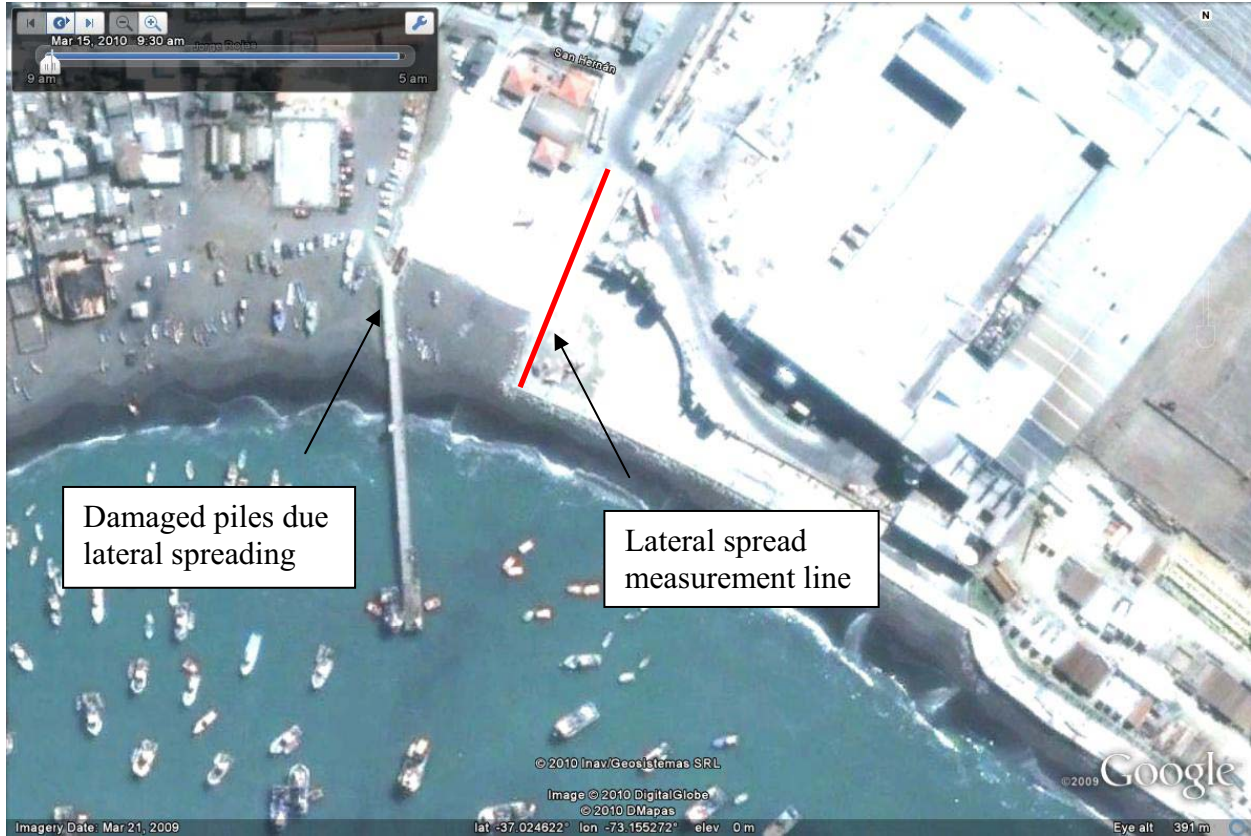 Mar 15, 2010 9:30 am
Jorge Rojas
9 am
5 am
San Hernán
N
Damaged piles due
lateral spreading
Lateral spread
measurement line
© 2010 Inav/Geosistemas SRL
Image © 2010 DigitalGlobe
© 2010 DMapas
©2009 Google
Imagery Date: Mar 21, 2009
lat -37.024622° lon -73.155272° elev 0 m
Eye alt 391 m